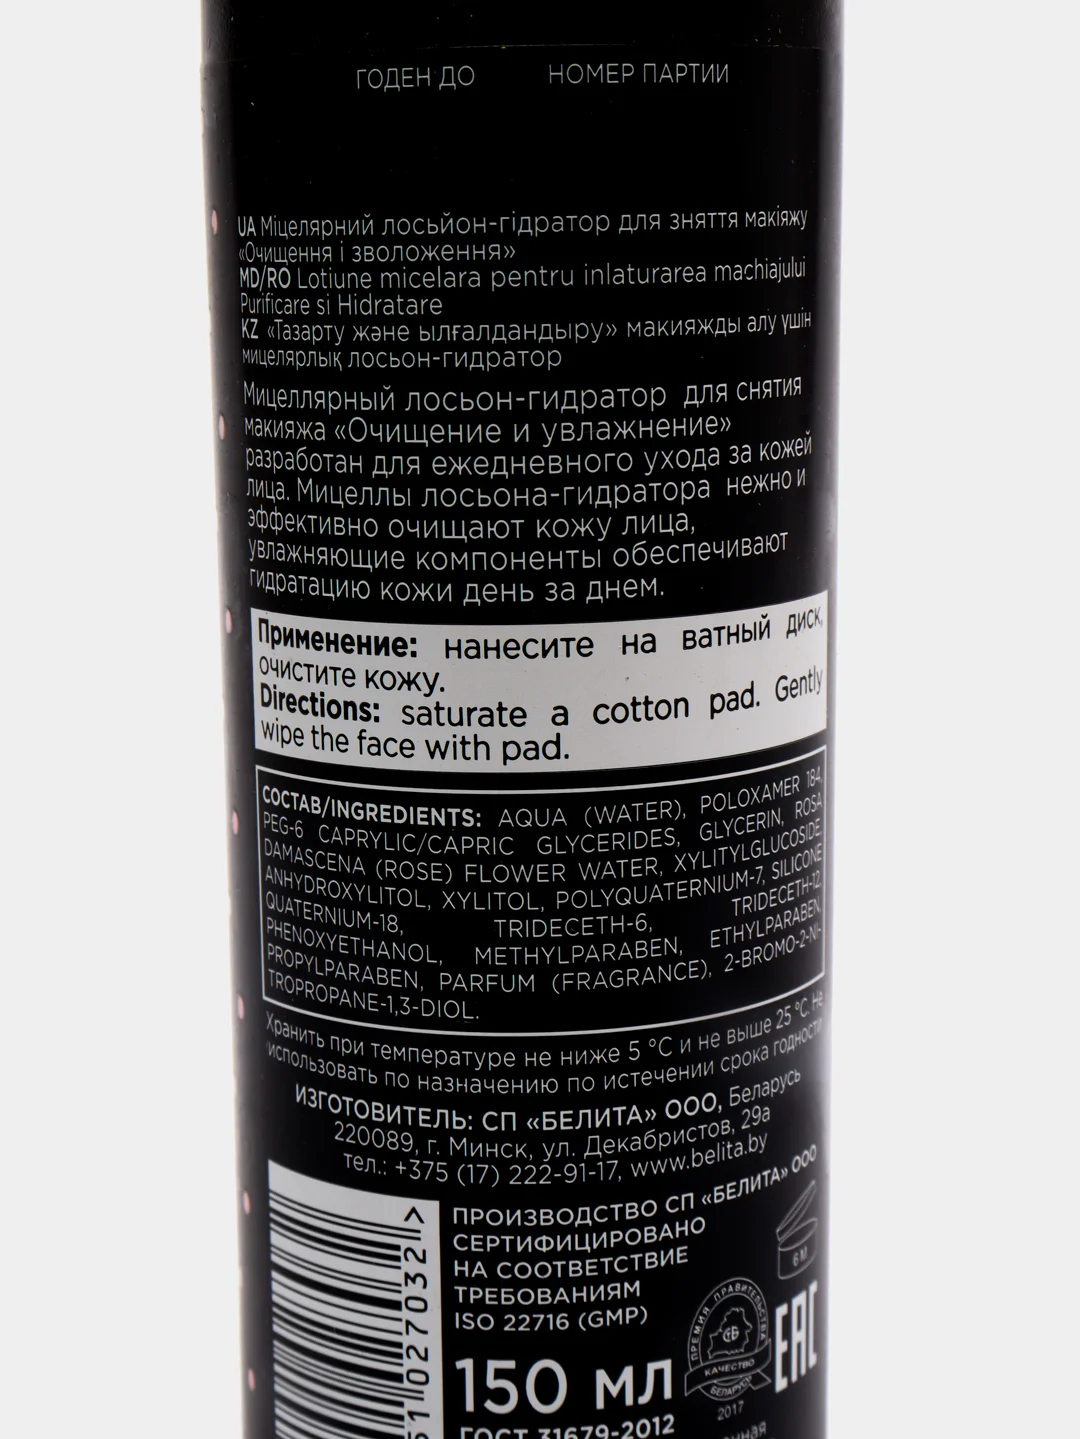 ГОДЕН ДО НОМЕР ПАРТИИ
UA Міцелярний лосьйон-гідратор для зняття макіяжу
«Очищення і зволоження»
MD/RO Lotiune micelara pentru inlaturarea machiajului
Purificare si Hidratare
KZ «Тазарту және ылғалдандыру» макияжды алу үшін
мицелярлық лосьон-гидратор
Мицеллярный лосьон-гидратор для снятия
макияжа «Очищение и увлажнение»
разработан для ежедневного ухода за кожей
лица. Мицеллы лосьона-гидратора нежно и
эффективно очищают кожу лица,
увлажняющие компоненты обеспечивают
гидратацию кожи день за днем.
Применение: нанесите на ватный диск,
очистите кожу.
Directions: saturate a cotton pad. Gently
wipe the face with pad.
СОСТАВ/INGREDIENTS: AQUA (WATER), POLOXAMER 184,
PEG-6 CAPRYLIC/CAPRIC GLYCERIDES, GLYCERIN, ROSA
DAMASCENA (ROSE) FLOWER WATER, XYLITYLGLUCOSIDE,
ANHYDROXYLITOL, XYLITOL, POLYQUATERNIUM-7, SILICONE
QUATERNIUM-18, TRIDECETH-6, TRIDECETH-12,
PHENOXYETHANOL, METHYLPARABEN, ETHYLPARABEN,
PROPYLPARABEN, PARFUM (FRAGRANCE), 2-BROMO-2-NI-
TROPROPANE-1,3-DIOL.
Хранить при температуре не ниже 5 °C и не выше 25 °C. Не
использовать по назначению по истечении срока годности
ИЗГОТОВИТЕЛЬ: СП «БЕЛИТА» ООО, Беларусь
220089, г. Минск, ул. Декабристов, 29а
тел.: +375 (17) 222-91-17, www.belita.by
ПРОИЗВОДСТВО СП «БЕЛИТА» ООО
СЕРТИФИЦИРОВАНО
НА СООТВЕТСТВИЕ
ТРЕБОВАНИЯМ
ISO 22716 (GMP)
6 M
ПРЕМИЯ ПРАВИТЕЛЬСТВА
КАЧЕСТВО
БЕЛАРУСЬ
2017
EAC
150 МЛ
ГОСТ 31679-2012
51027032 >